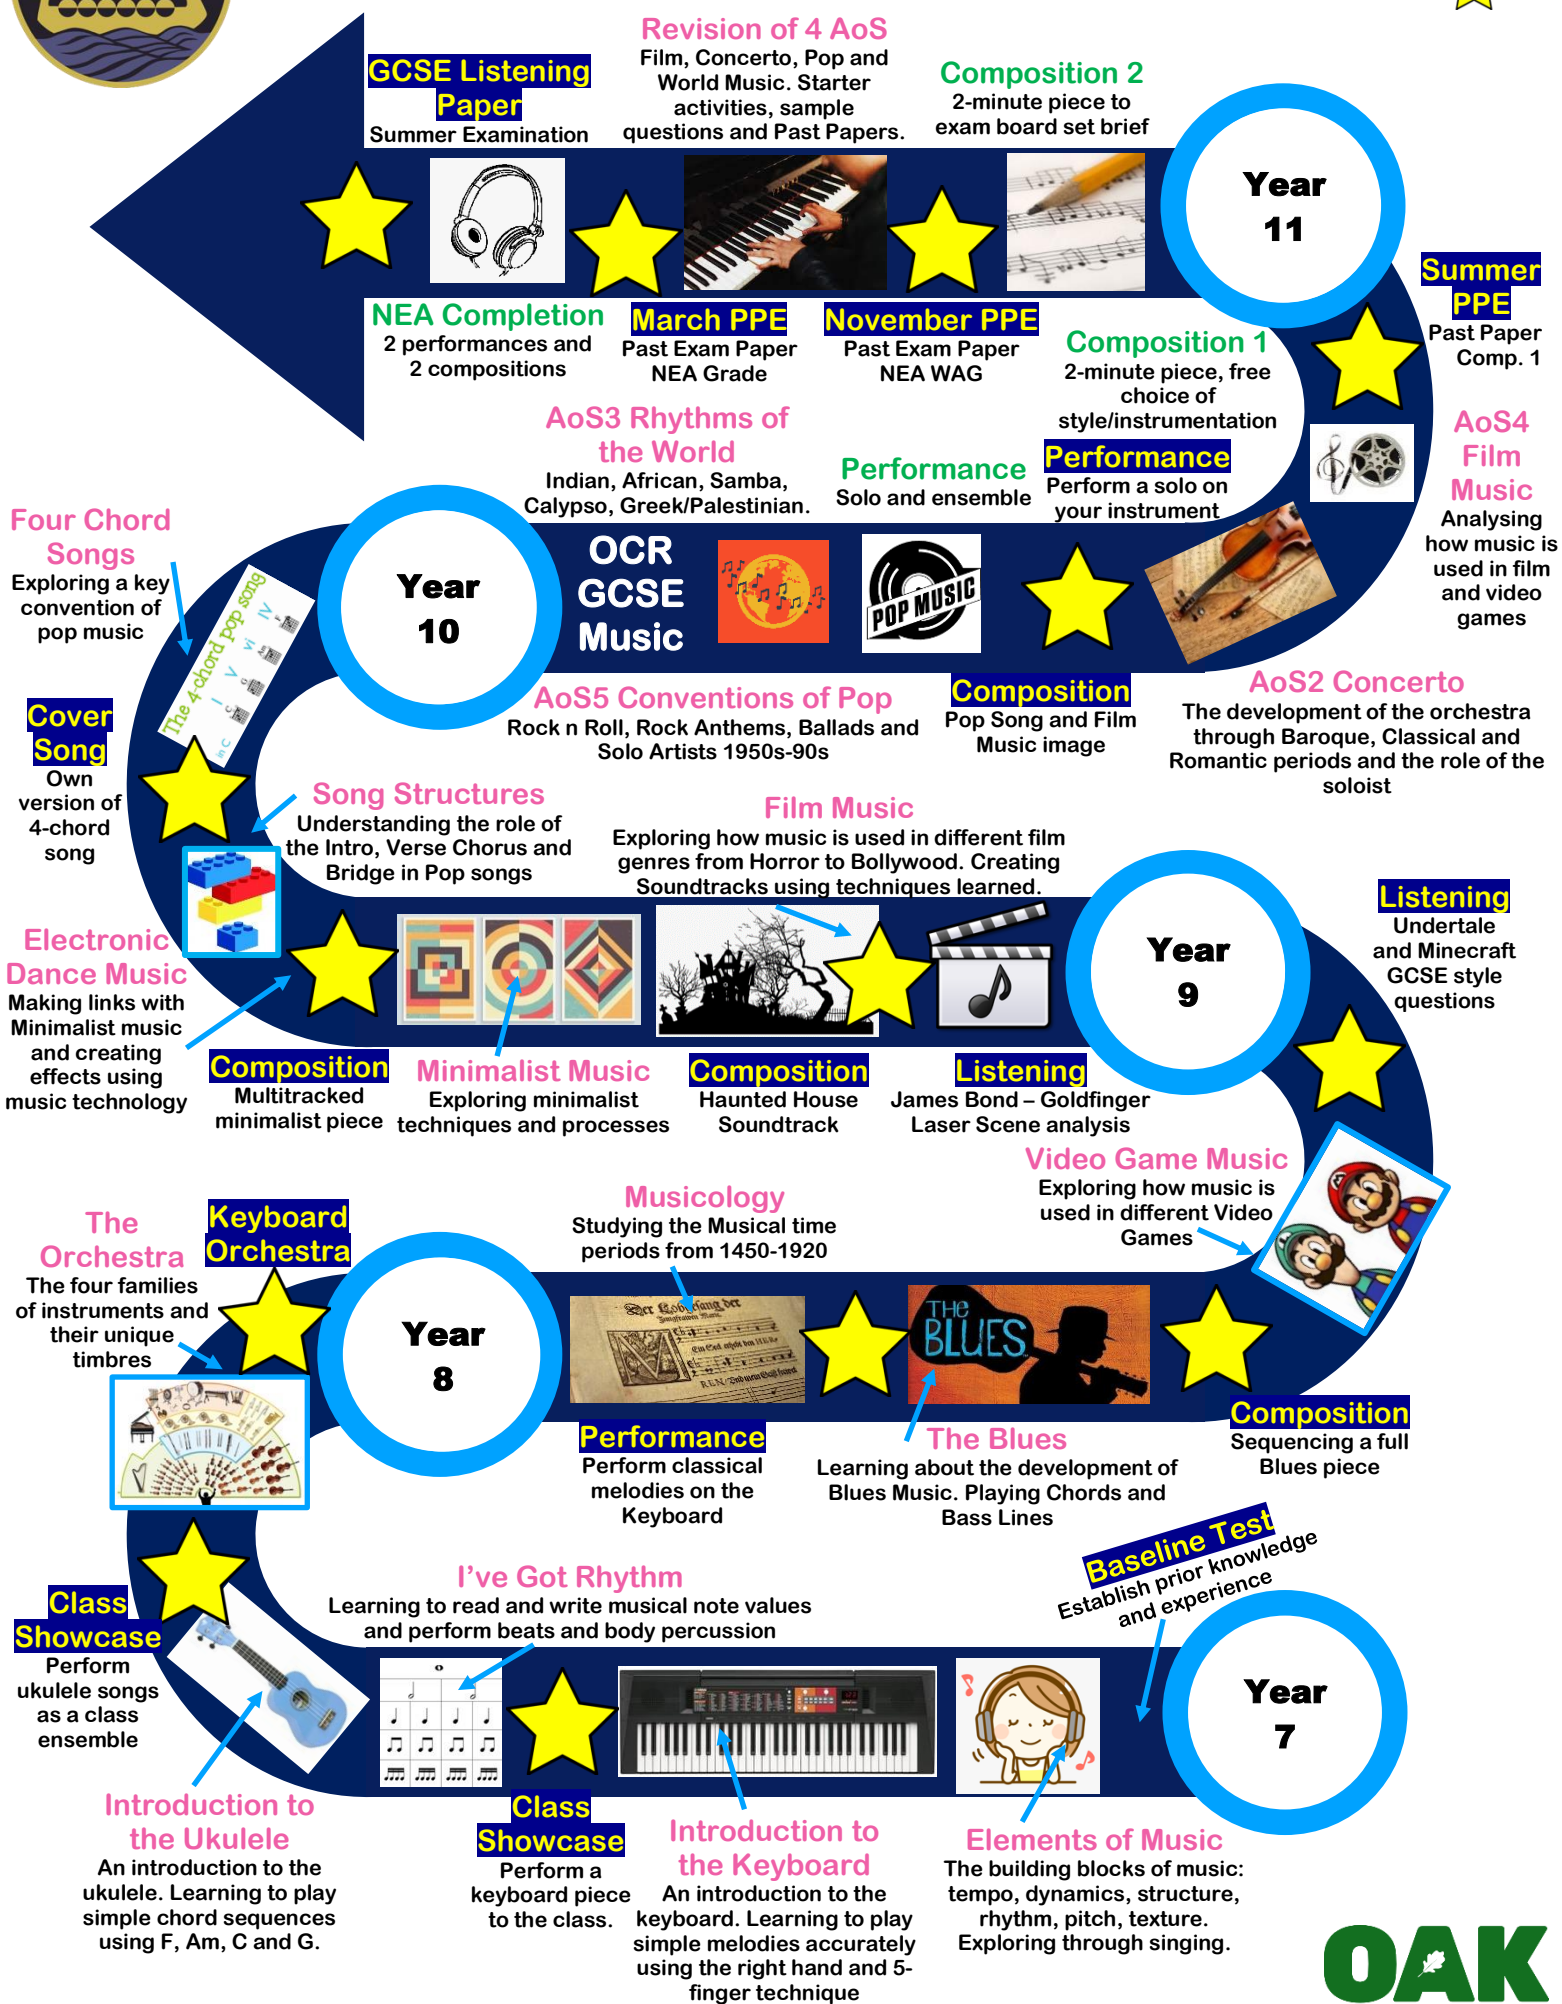 Revision of 4 AoS
Film, Concerto, Pop and
World Music. Starter
activities, sample
questions and Past Papers.
GCSE Listening
Paper
Summer Examination
Composition 2
2-minute piece to
exam board set brief
Year
11
Summer
PPE
Past Paper
Comp. 1
NEA Completion
2 performances and
2 compositions
March PPE
Past Exam Paper
NEA Grade
November PPE
Past Exam Paper
NEA WAG
Composition 1
2-minute piece, free
choice of
style/instrumentation
AoS3 Rhythms of
the World
Indian, African, Samba,
Calypso, Greek/Palestinian.
Performance
Solo and ensemble
Performance
Perform a solo on
your instrument
AoS4
Film
Music
Analysing
how music is
used in film
and video
games
Four Chord
Songs
Exploring a key
convention of
pop music
The 4-chord pop song
I V vi IV
in C
C G Am
Year
10
OCR
GCSE
Music
POP MUSIC
Cover
Song
Own
version of
4-chord
song
AoS5 Conventions of Pop
Rock n Roll, Rock Anthems, Ballads and
Solo Artists 1950s-90s
Composition
Pop Song and Film
Music image
AoS2 Concerto
The development of the orchestra
through Baroque, Classical and
Romantic periods and the role of the
soloist
Song Structures
Understanding the role of
the Intro, Verse Chorus and
Bridge in Pop songs
Film Music
Exploring how music is used in different film
genres from Horror to Bollywood. Creating
Soundtracks using techniques learned.
Electronic
Dance Music
Making links with
Minimalist music
and creating
effects using
music technology
Year
9
Listening
Undertale
and Minecraft
GCSE style
questions
Composition
Multitracked
minimalist piece
Minimalist Music
Exploring minimalist
techniques and processes
Composition
Haunted House
Soundtrack
Listening
James Bond – Goldfinger
Laser Scene analysis
Video Game Music
Exploring how music is
used in different Video
Games
The
Orchestra
The four families
of instruments and
their unique
timbres
Keyboard
Orchestra
Musicology
Studying the Musical time
periods from 1450-1920
Year
8
Der Lobgesang der
THE
BLUES
Performance
Perform classical
melodies on the
Keyboard
The Blues
Learning about the development of
Blues Music. Playing Chords and
Bass Lines
Composition
Sequencing a full
Blues piece
Baseline Test
Establish prior knowledge
and experience
I've Got Rhythm
Learning to read and write musical note values
and perform beats and body percussion
Class
Showcase
Perform
ukulele songs
as a class
ensemble
Year
7
Introduction to
the Ukulele
An introduction to the
ukulele. Learning to play
simple chord sequences
using F, Am, C and G.
Class
Showcase
Perform a
keyboard piece
to the class.
Introduction to
the Keyboard
An introduction to the
keyboard. Learning to play
simple melodies accurately
using the right hand and 5-
finger technique
Elements of Music
The building blocks of music:
tempo, dynamics, structure,
rhythm, pitch, texture.
Exploring through singing.
OAK